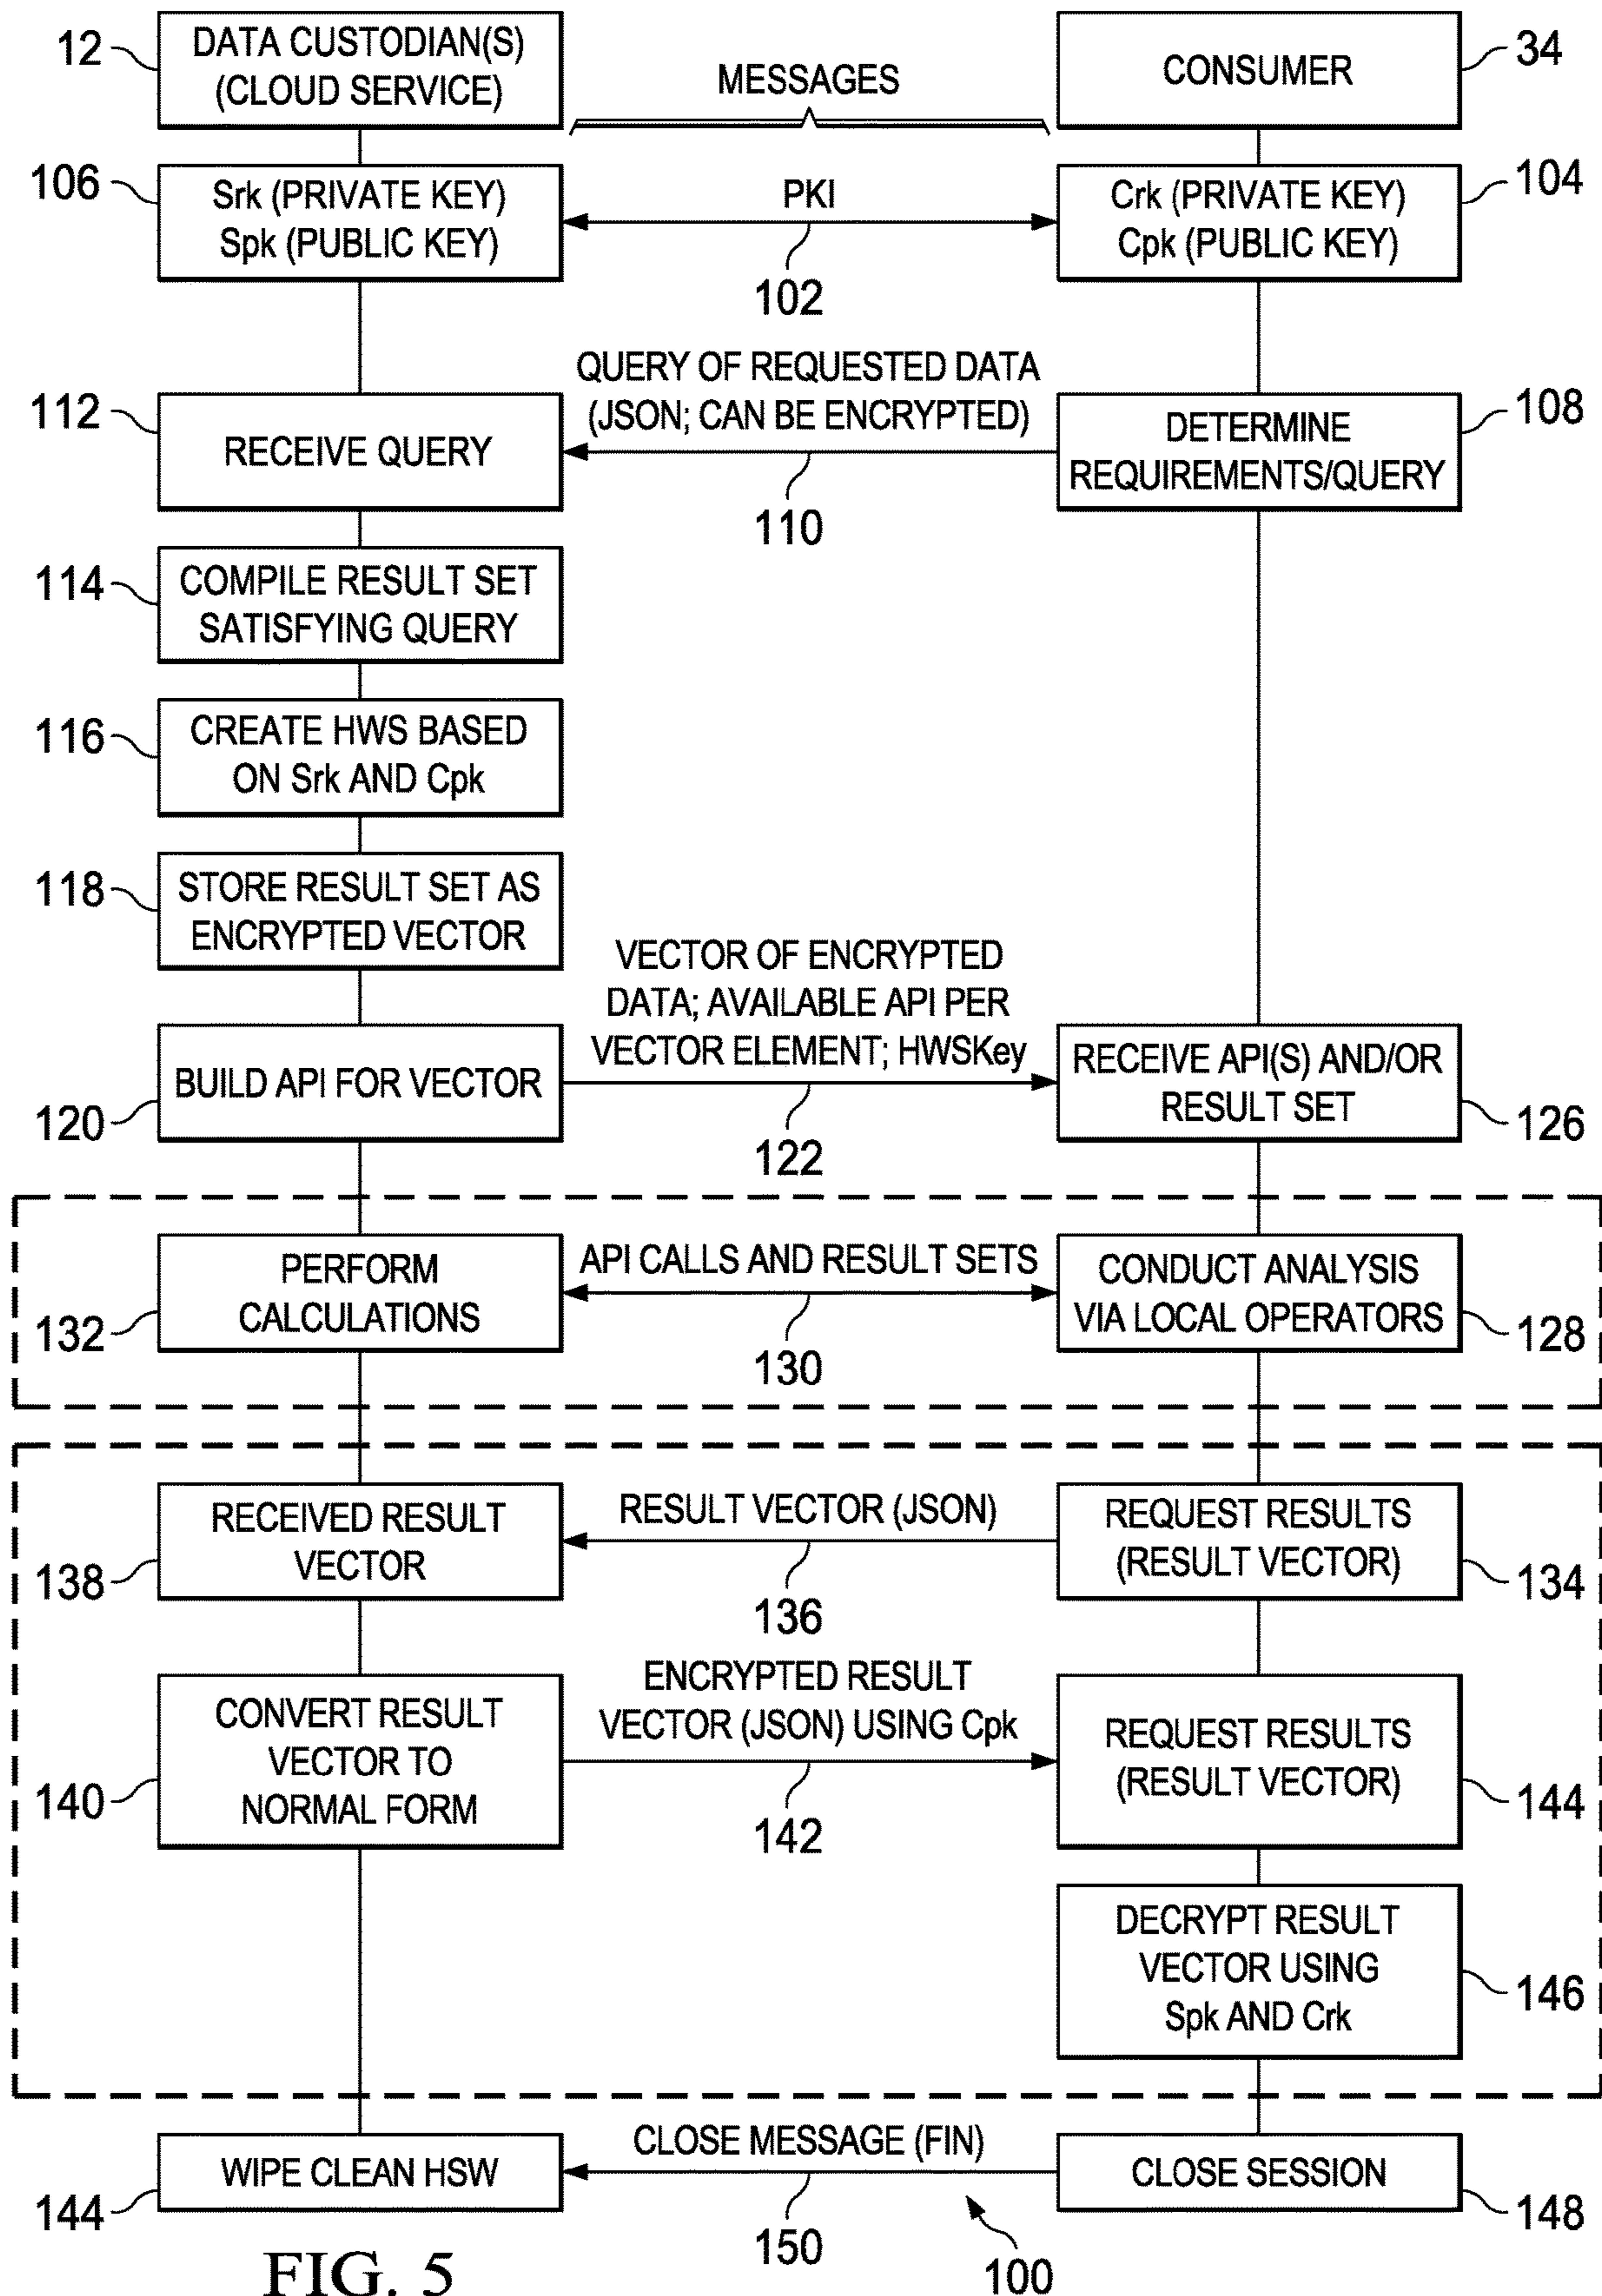 12
DATA CUSTODIAN(S)
(CLOUD SERVICE)
MESSAGES
CONSUMER
34
106
Srk (PRIVATE KEY)
Spk (PUBLIC KEY)
PKI
102
Crk (PRIVATE KEY)
Cpk (PUBLIC KEY)
104
112
RECEIVE QUERY
QUERY OF REQUESTED DATA
(JSON; CAN BE ENCRYPTED)
110
DETERMINE
REQUIREMENTS/QUERY
108
114
COMPILE RESULT SET
SATISFYING QUERY
116
CREATE HWS BASED
ON Srk AND Cpk
118
STORE RESULT SET AS
ENCRYPTED VECTOR
120
BUILD API FOR VECTOR
VECTOR OF ENCRYPTED
DATA; AVAILABLE API PER
VECTOR ELEMENT; HWSKey
122
RECEIVE API(S) AND/OR
RESULT SET
126
132
PERFORM
CALCULATIONS
API CALLS AND RESULT SETS
130
CONDUCT ANALYSIS
VIA LOCAL OPERATORS
128
138
RECEIVED RESULT
VECTOR
RESULT VECTOR (JSON)
136
REQUEST RESULTS
(RESULT VECTOR)
134
140
CONVERT RESULT
VECTOR TO
NORMAL FORM
ENCRYPTED RESULT
VECTOR (JSON) USING Cpk
142
REQUEST RESULTS
(RESULT VECTOR)
144
DECRYPT RESULT
VECTOR USING
Spk AND Crk
146
144
WIPE CLEAN HSW
CLOSE MESSAGE (FIN)
150
CLOSE SESSION
148
100
FIG. 5